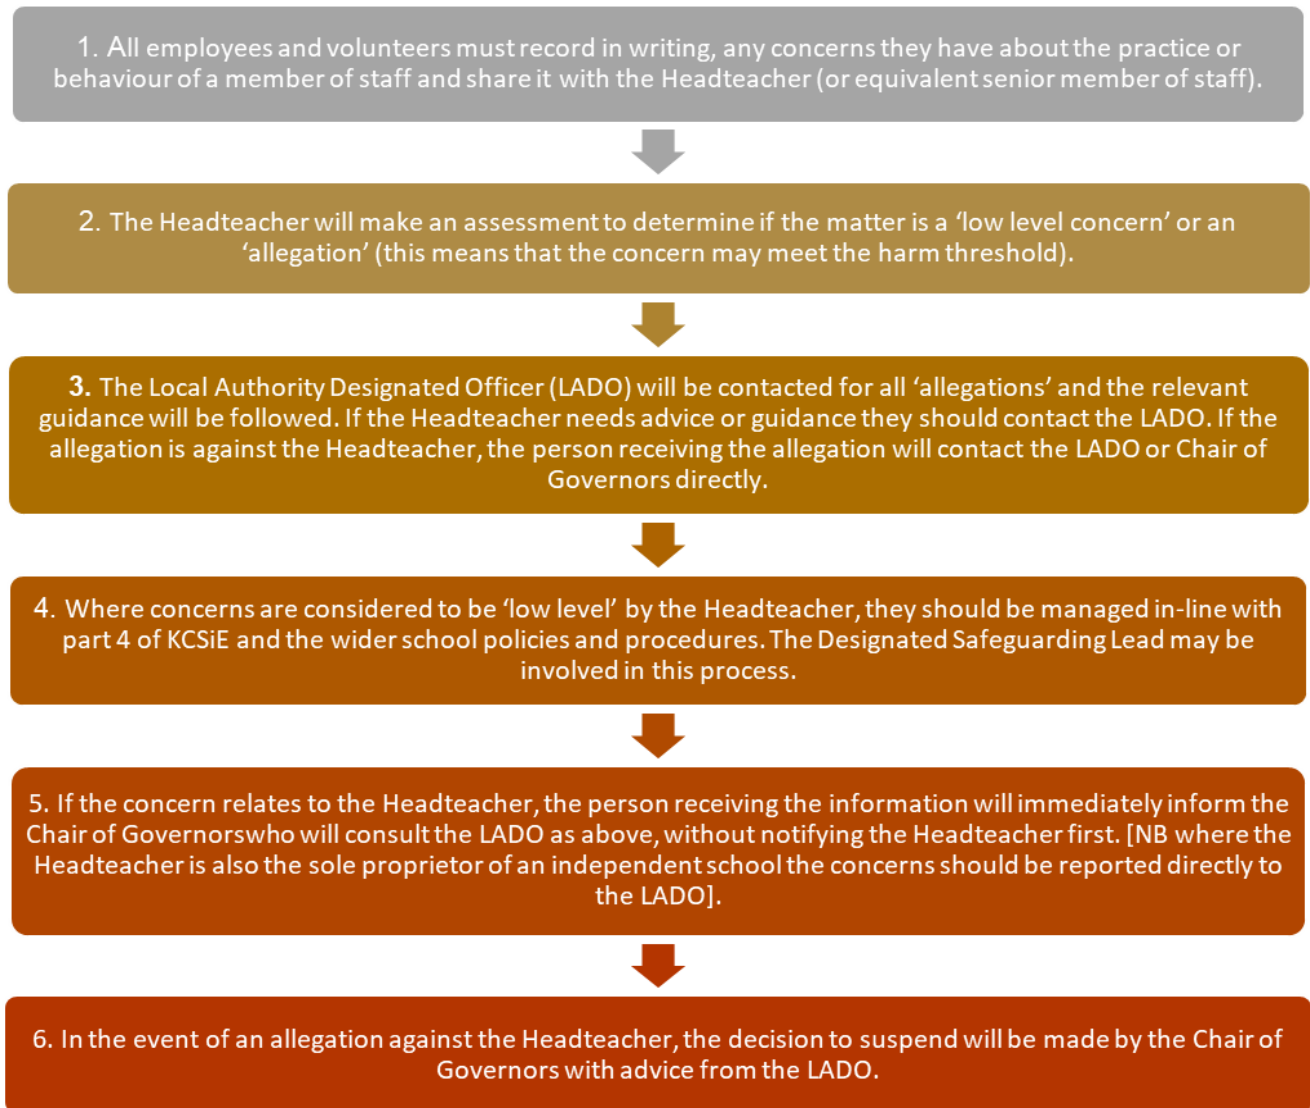 1. All employees and volunteers must record in writing, any concerns they have about the practice or
behaviour of a member of staff and share it with the Headteacher (or equivalent senior member of staff).
2. The Headteacher will make an assessment to determine if the matter is a ‘low level concern’ or an
‘allegation’ (this means that the concern may meet the harm threshold).
3. The Local Authority Designated Officer (LADO) will be contacted for all ‘allegations’ and the relevant
guidance will be followed. If the Headteacher needs advice or guidance they should contact the LADO. If the
allegation is against the Headteacher, the person receiving the allegation will contact the LADO or Chair of
Governors directly.
4. Where concerns are considered to be ‘low level’ by the Headteacher, they should be managed in-line with
part 4 of KCSiE and the wider school policies and procedures. The Designated Safeguarding Lead may be
involved in this process.
5. If the concern relates to the Headteacher, the person receiving the information will immediately inform the
Chair of Governorswho will consult the LADO as above, without notifying the Headteacher first. [NB where the
Headteacher is also the sole proprietor of an independent school the concerns should be reported directly to
the LADO].
6. In the event of an allegation against the Headteacher, the decision to suspend will be made by the Chair of
Governors with advice from the LADO.